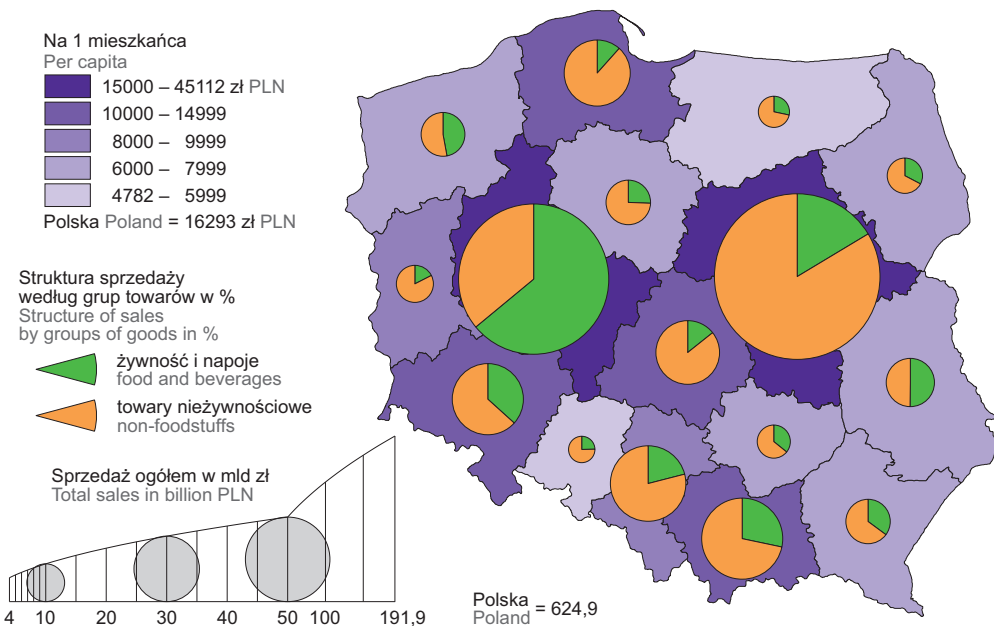 Na 1 mieszkańca
Per capita
15000 – 45112 zł PLN
10000 – 14999
8000 – 9999
6000 – 7999
4782 – 5999
Polska Poland = 16293 zł PLN
Struktura sprzedaży
według grup towarów w %
Structure of sales
by groups of goods in %
żywność i napoje
food and beverages
towary nieżywnościowe
non-foodstuffs
Sprzedaż ogółem w mld zł
Total sales in billion PLN
4 10 20 30 40 50 100 191,9
Polska
Poland = 624,9